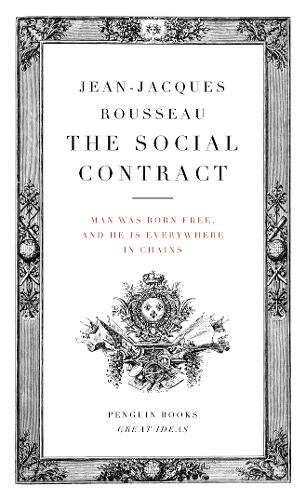 JEAN-JACQUES
ROUSSEAU
THE SOCIAL
CONTRACT
MAN WAS BORN FREE,
AND HE IS EVERYWHERE
IN CHAINS
PENGUIN BOOKS
GREAT IDEAS